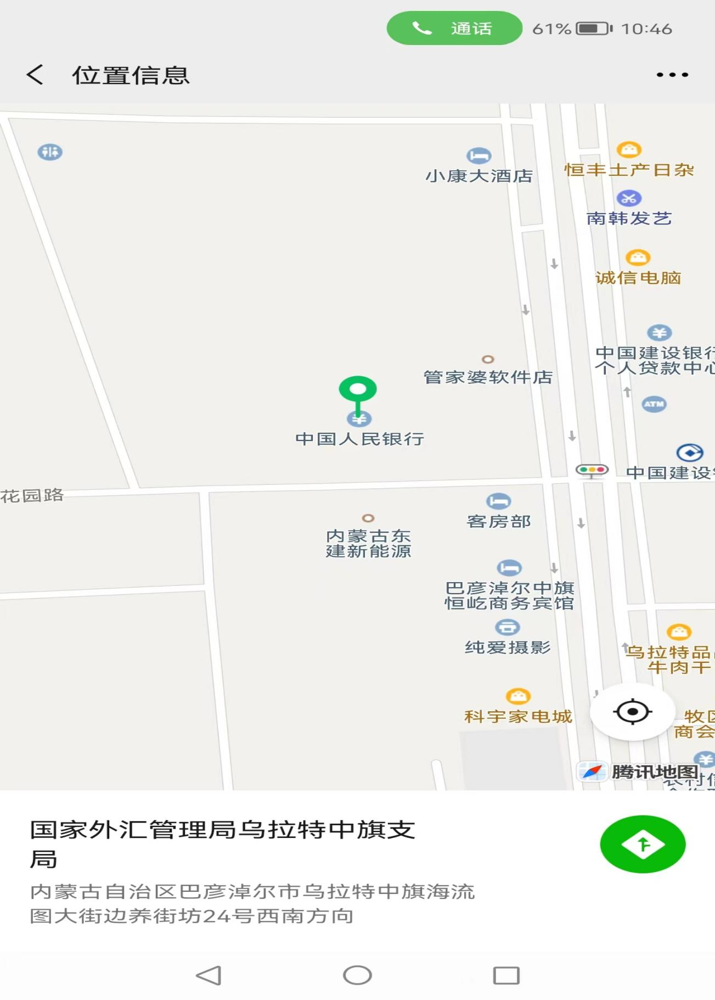 通话 61% 10:46
位置信息
小康大酒店
恒丰土产日杂
南韩发艺
诚信电脑
中国建设银行
个人贷款中心
管家婆软件店
ATM
中国人民银行
中国建设
花园路
客房部
内蒙古东
建新能源
巴彦淖尔中旗
恒屹商务宾馆
纯爱摄影
乌拉特品
牛肉干
科宇家电城
牧区
商会
腾讯地图
农村信
国家外汇管理局乌拉特中旗支
局
内蒙古自治区巴彦淖尔市乌拉特中旗海流
图大街边养街坊24号西南方向